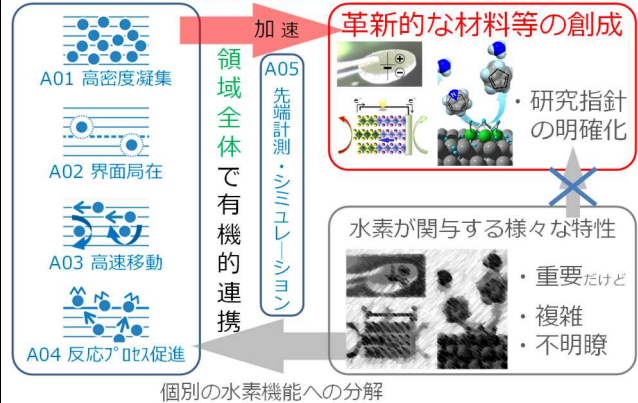 A01 高密度凝集
A02 界面局在
A03 高速移動
A04 反応プロセス促進
加速
領域全体で有機的連携
A05 先端計測・シミュレーション
革新的な材料等の創成
・研究指針
の明確化
水素が関与する様々な特性
・重要だけど
・複雑
・不明瞭
個別の水素機能への分解